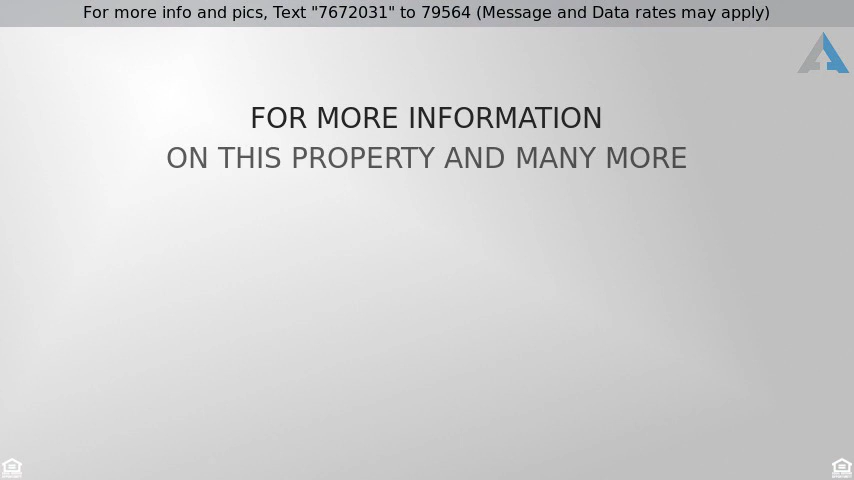 For more info and pics, Text "7672031" to 79564 (Message and Data rates may apply)
FOR MORE INFORMATION
ON THIS PROPERTY AND MANY MORE